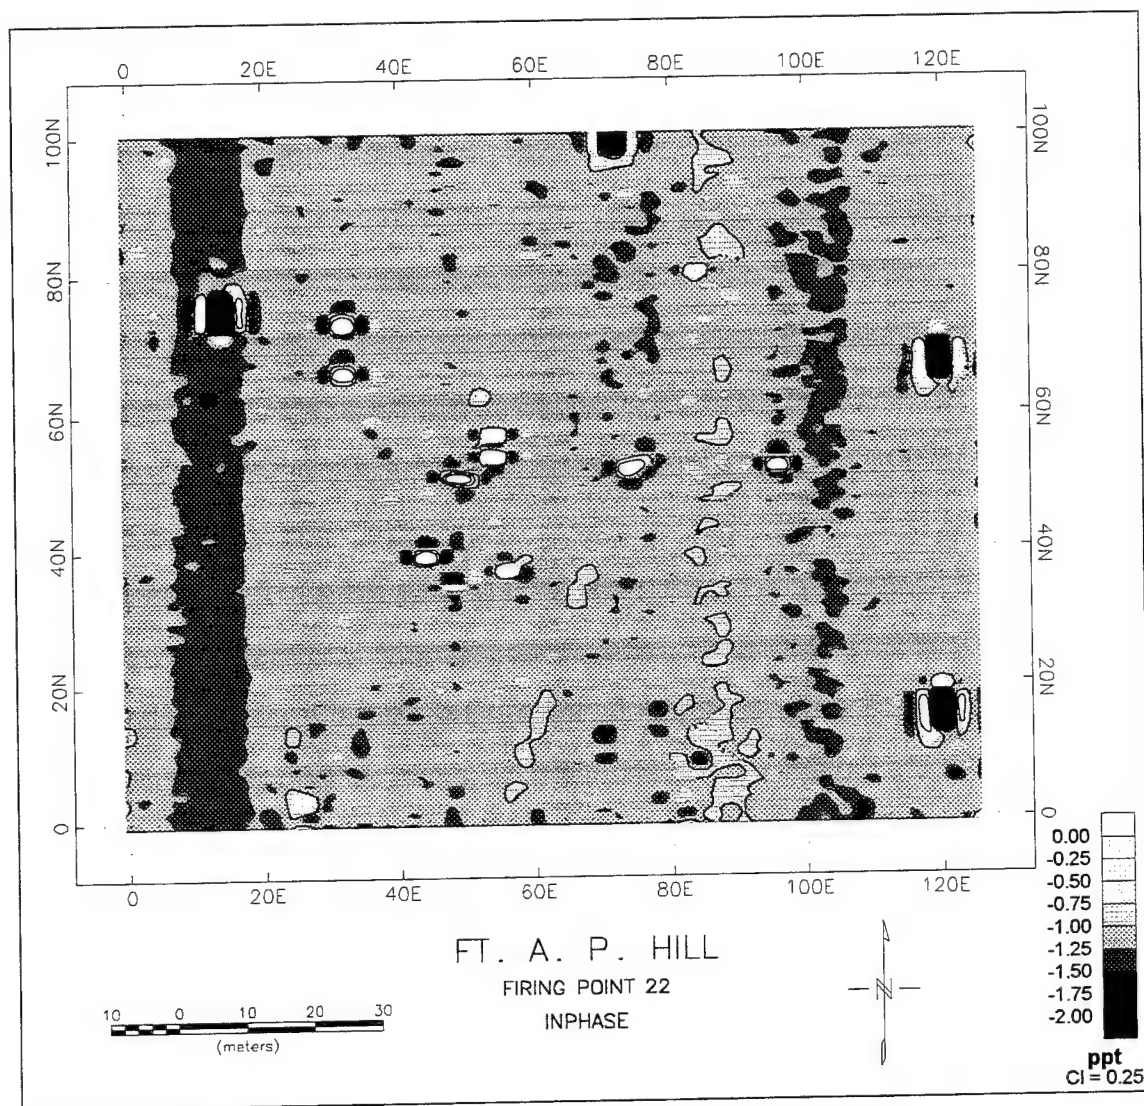 0 20E 40E 60E 80E 100E 120E
100N 100N
80N 80N
60N 60N
40N 40N
20N 20N
0 0
0 20E 40E 60E 80E 100E 120E
FT. A. P. HILL
FIRING POINT 22
INPHASE
10 0 10 20 30
(meters)
N
0.00
-0.25
-0.50
-0.75
-1.00
-1.25
-1.50
-1.75
-2.00
ppt
CI = 0.25